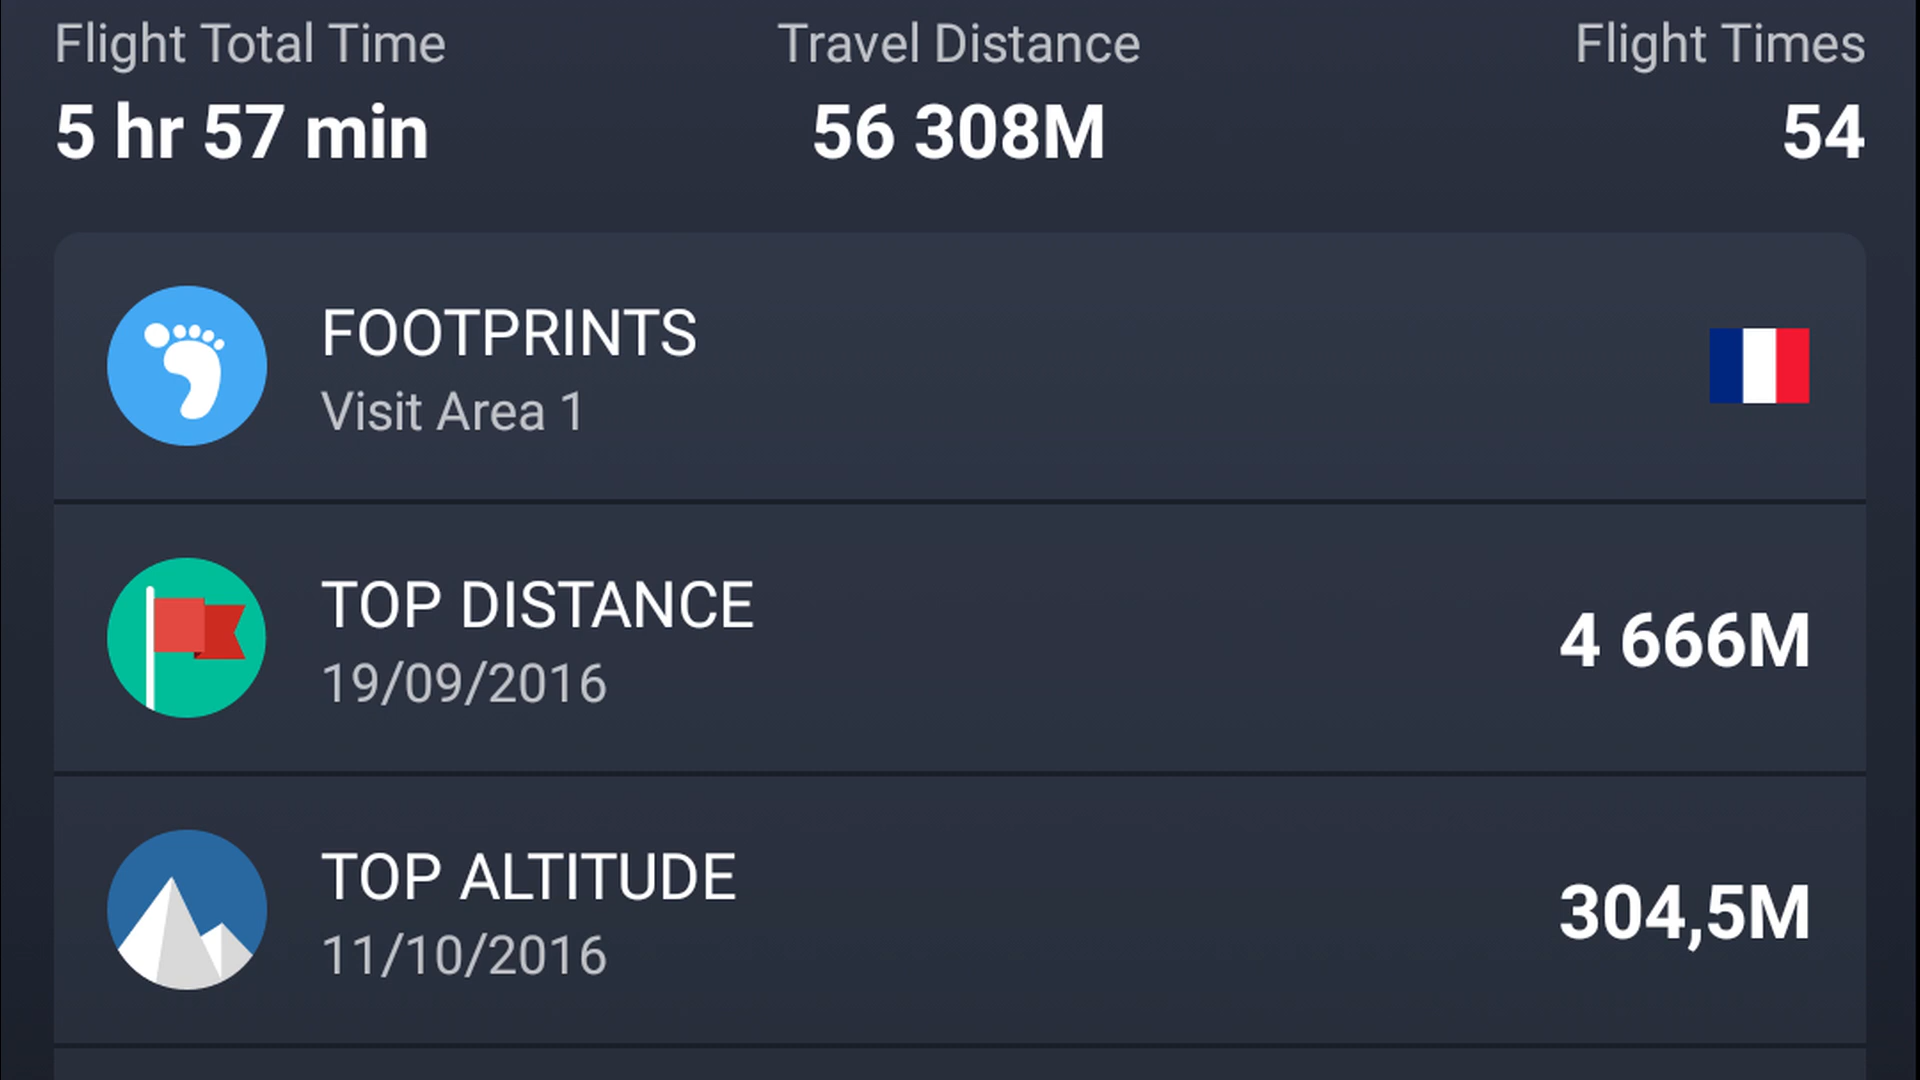 Flight Total Time
Travel Distance
Flight Times
5 hr 57 min
56 308M
54
FOOTPRINTS
Visit Area 1
TOP DISTANCE
19/09/2016
4 666M
TOP ALTITUDE
11/10/2016
304,5M